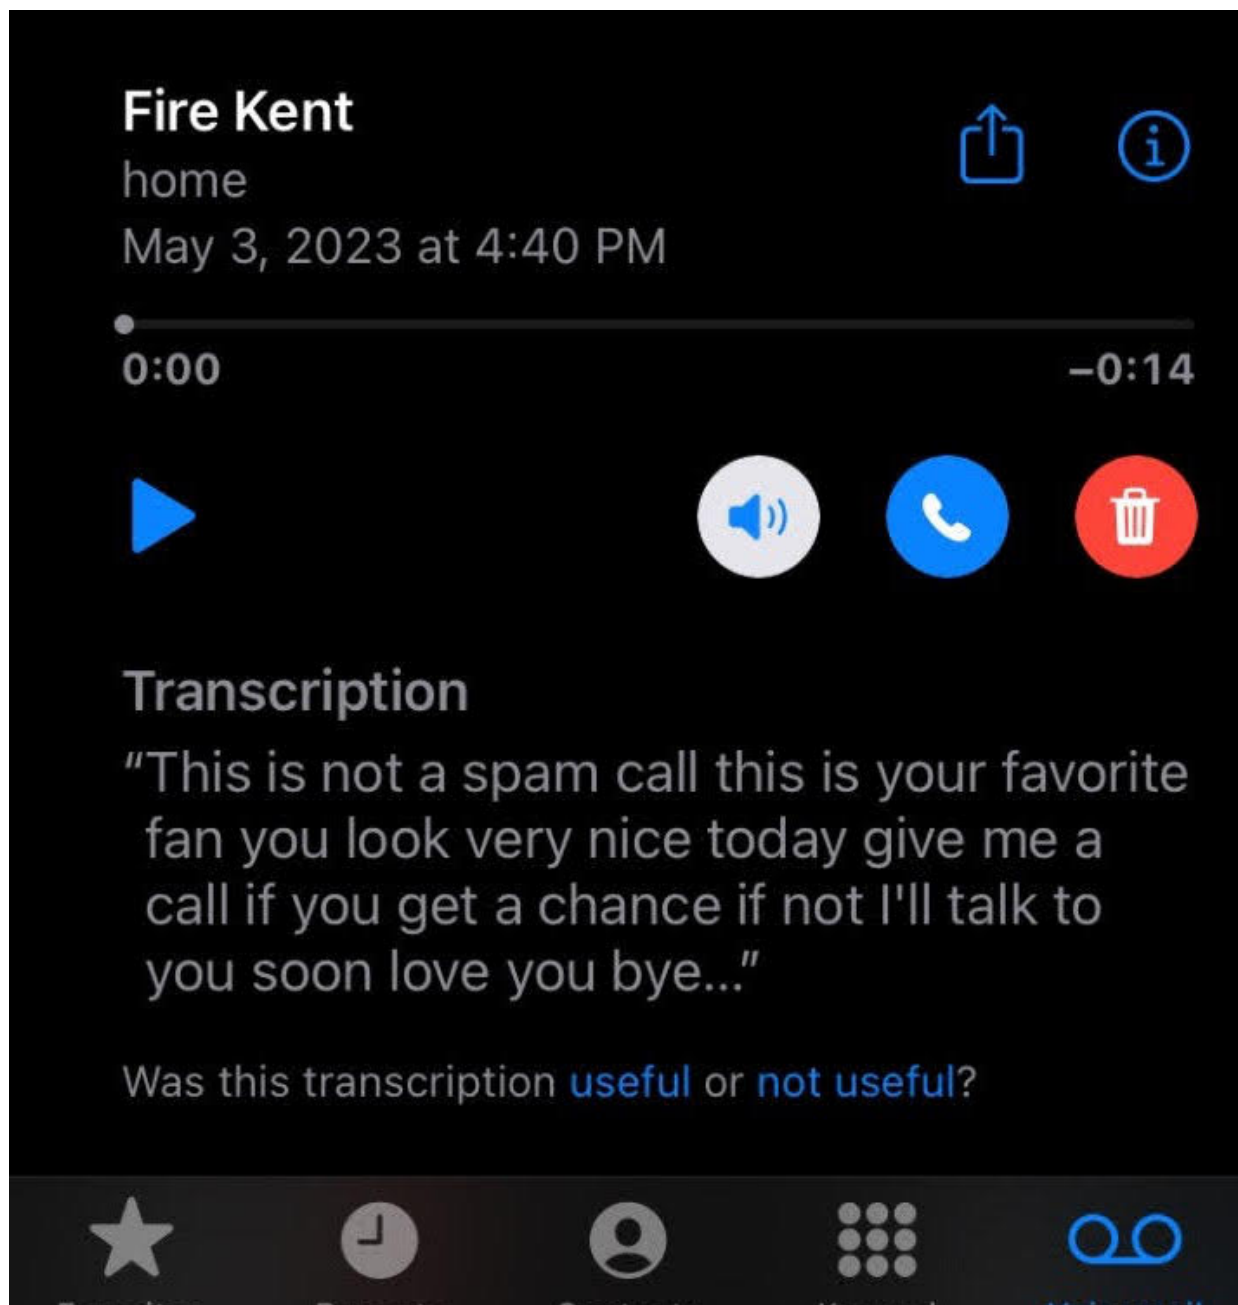 Fire Kent
home
May 3, 2023 at 4:40 PM
0:00
–0:14
Transcription
“This is not a spam call this is your favorite
fan you look very nice today give me a
call if you get a chance if not I'll talk to
you soon love you bye...”
Was this transcription useful or not useful?